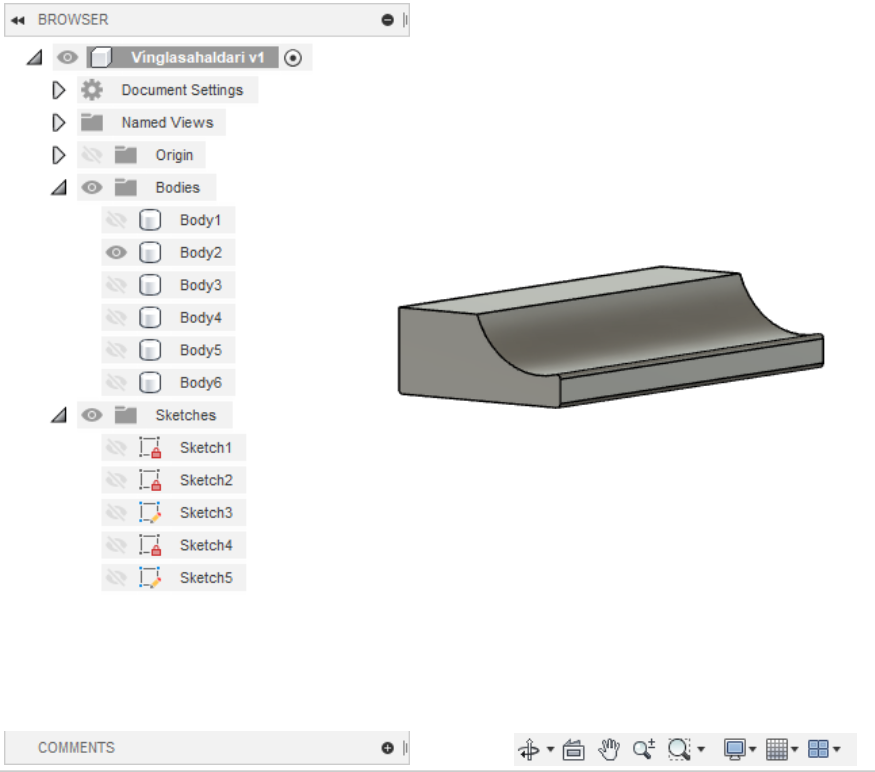 BROWSER
Vinglasahaldari v1
Document Settings
Named Views
Origin
Bodies
Body1
Body2
Body3
Body4
Body5
Body6
Sketches
Sketch1
Sketch2
Sketch3
Sketch4
Sketch5
COMMENTS